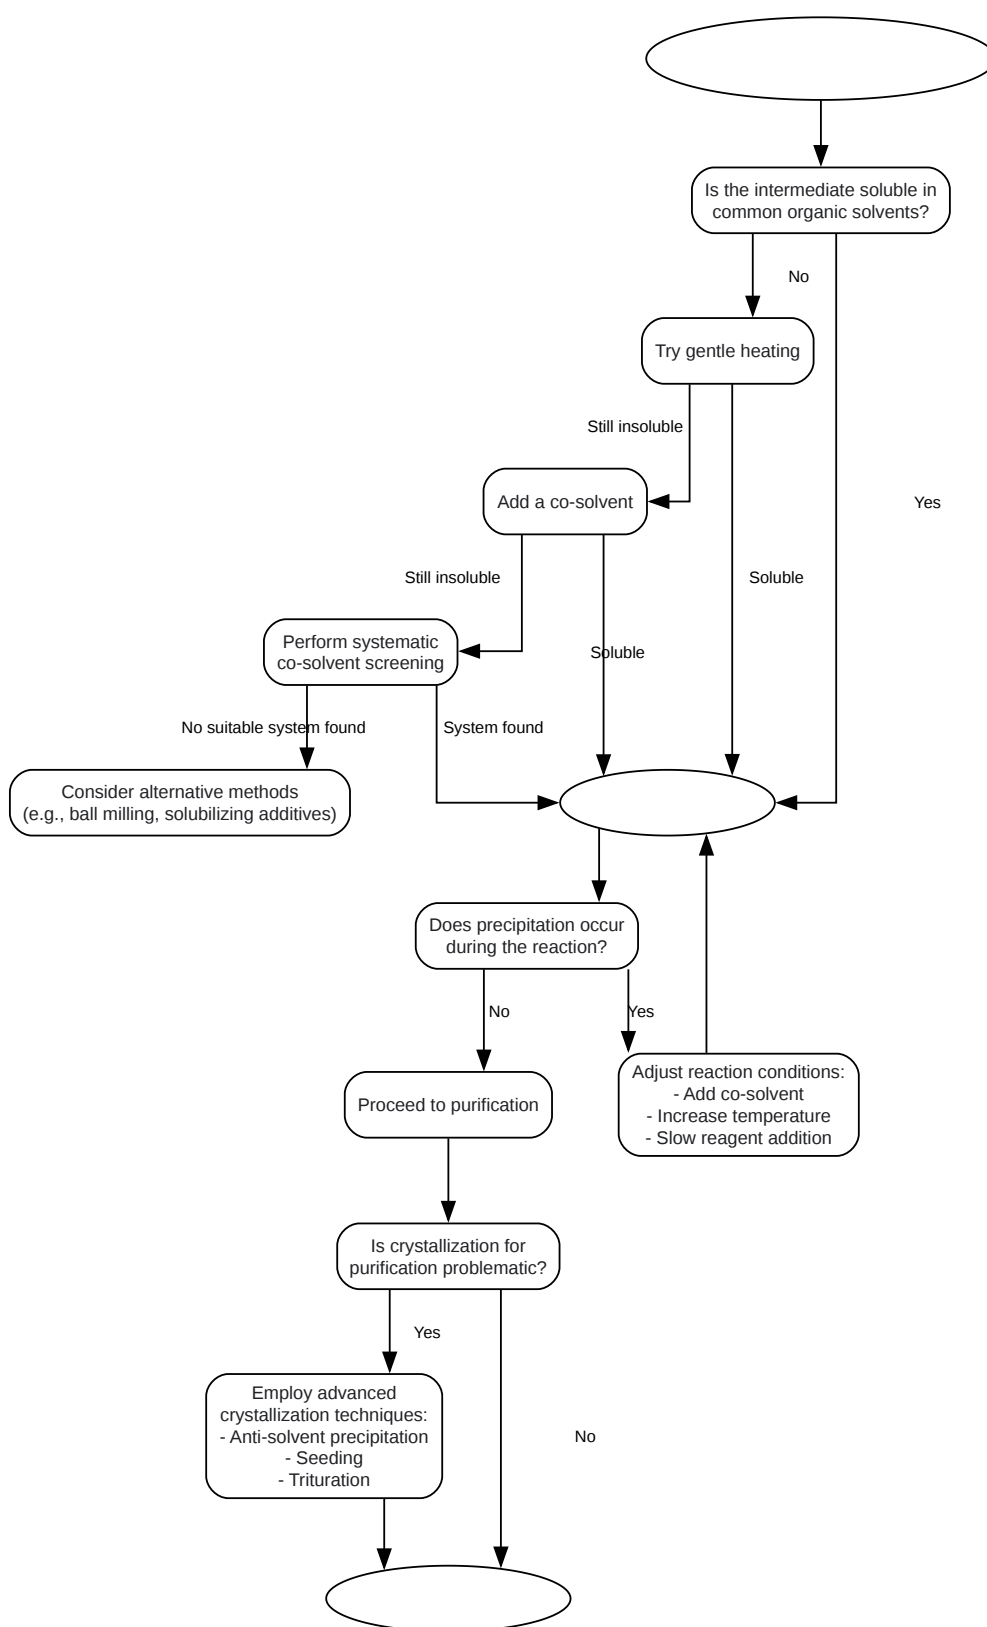 Is the intermediate soluble in
common organic solvents?
No
Try gentle heating
Still insoluble
Add a co-solvent
Yes
Still insoluble
Soluble
Perform systematic
co-solvent screening
Soluble
No suitable system found
System found
Consider alternative methods
(e.g., ball milling, solubilizing additives)
Does precipitation occur
during the reaction?
No
Yes
Adjust reaction conditions:
- Add co-solvent
- Increase temperature
- Slow reagent addition
Proceed to purification
Is crystallization for
purification problematic?
Yes
Employ advanced
crystallization techniques:
- Anti-solvent precipitation
- Seeding
- Trituration
No